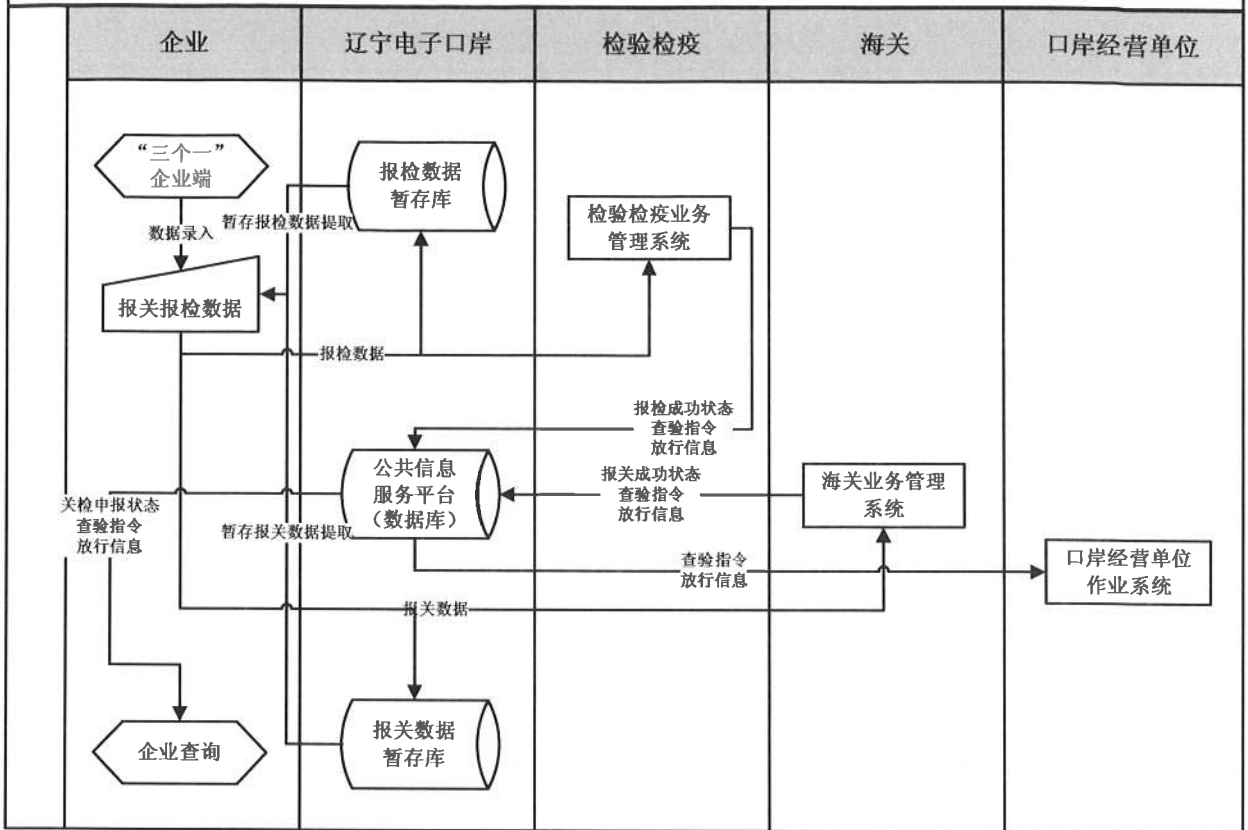 企业
辽宁电子口岸
检验检疫
海关
口岸经营单位
“三个一”
企业端
数据录入
报关报检数据
报检数据
暂存库
暂存报检数据提取
检验检疫业务
管理系统
报检数据
报检成功状态
查验指令
放行信息
公共信息
服务平台
（数据库）
报关成功状态
查验指令
放行信息
海关业务管理
系统
关检申报状态
查验指令
放行信息
暂存报关数据提取
查验指令
放行信息
口岸经营单位
作业系统
报关数据
企业查询
报关数据
暂存库